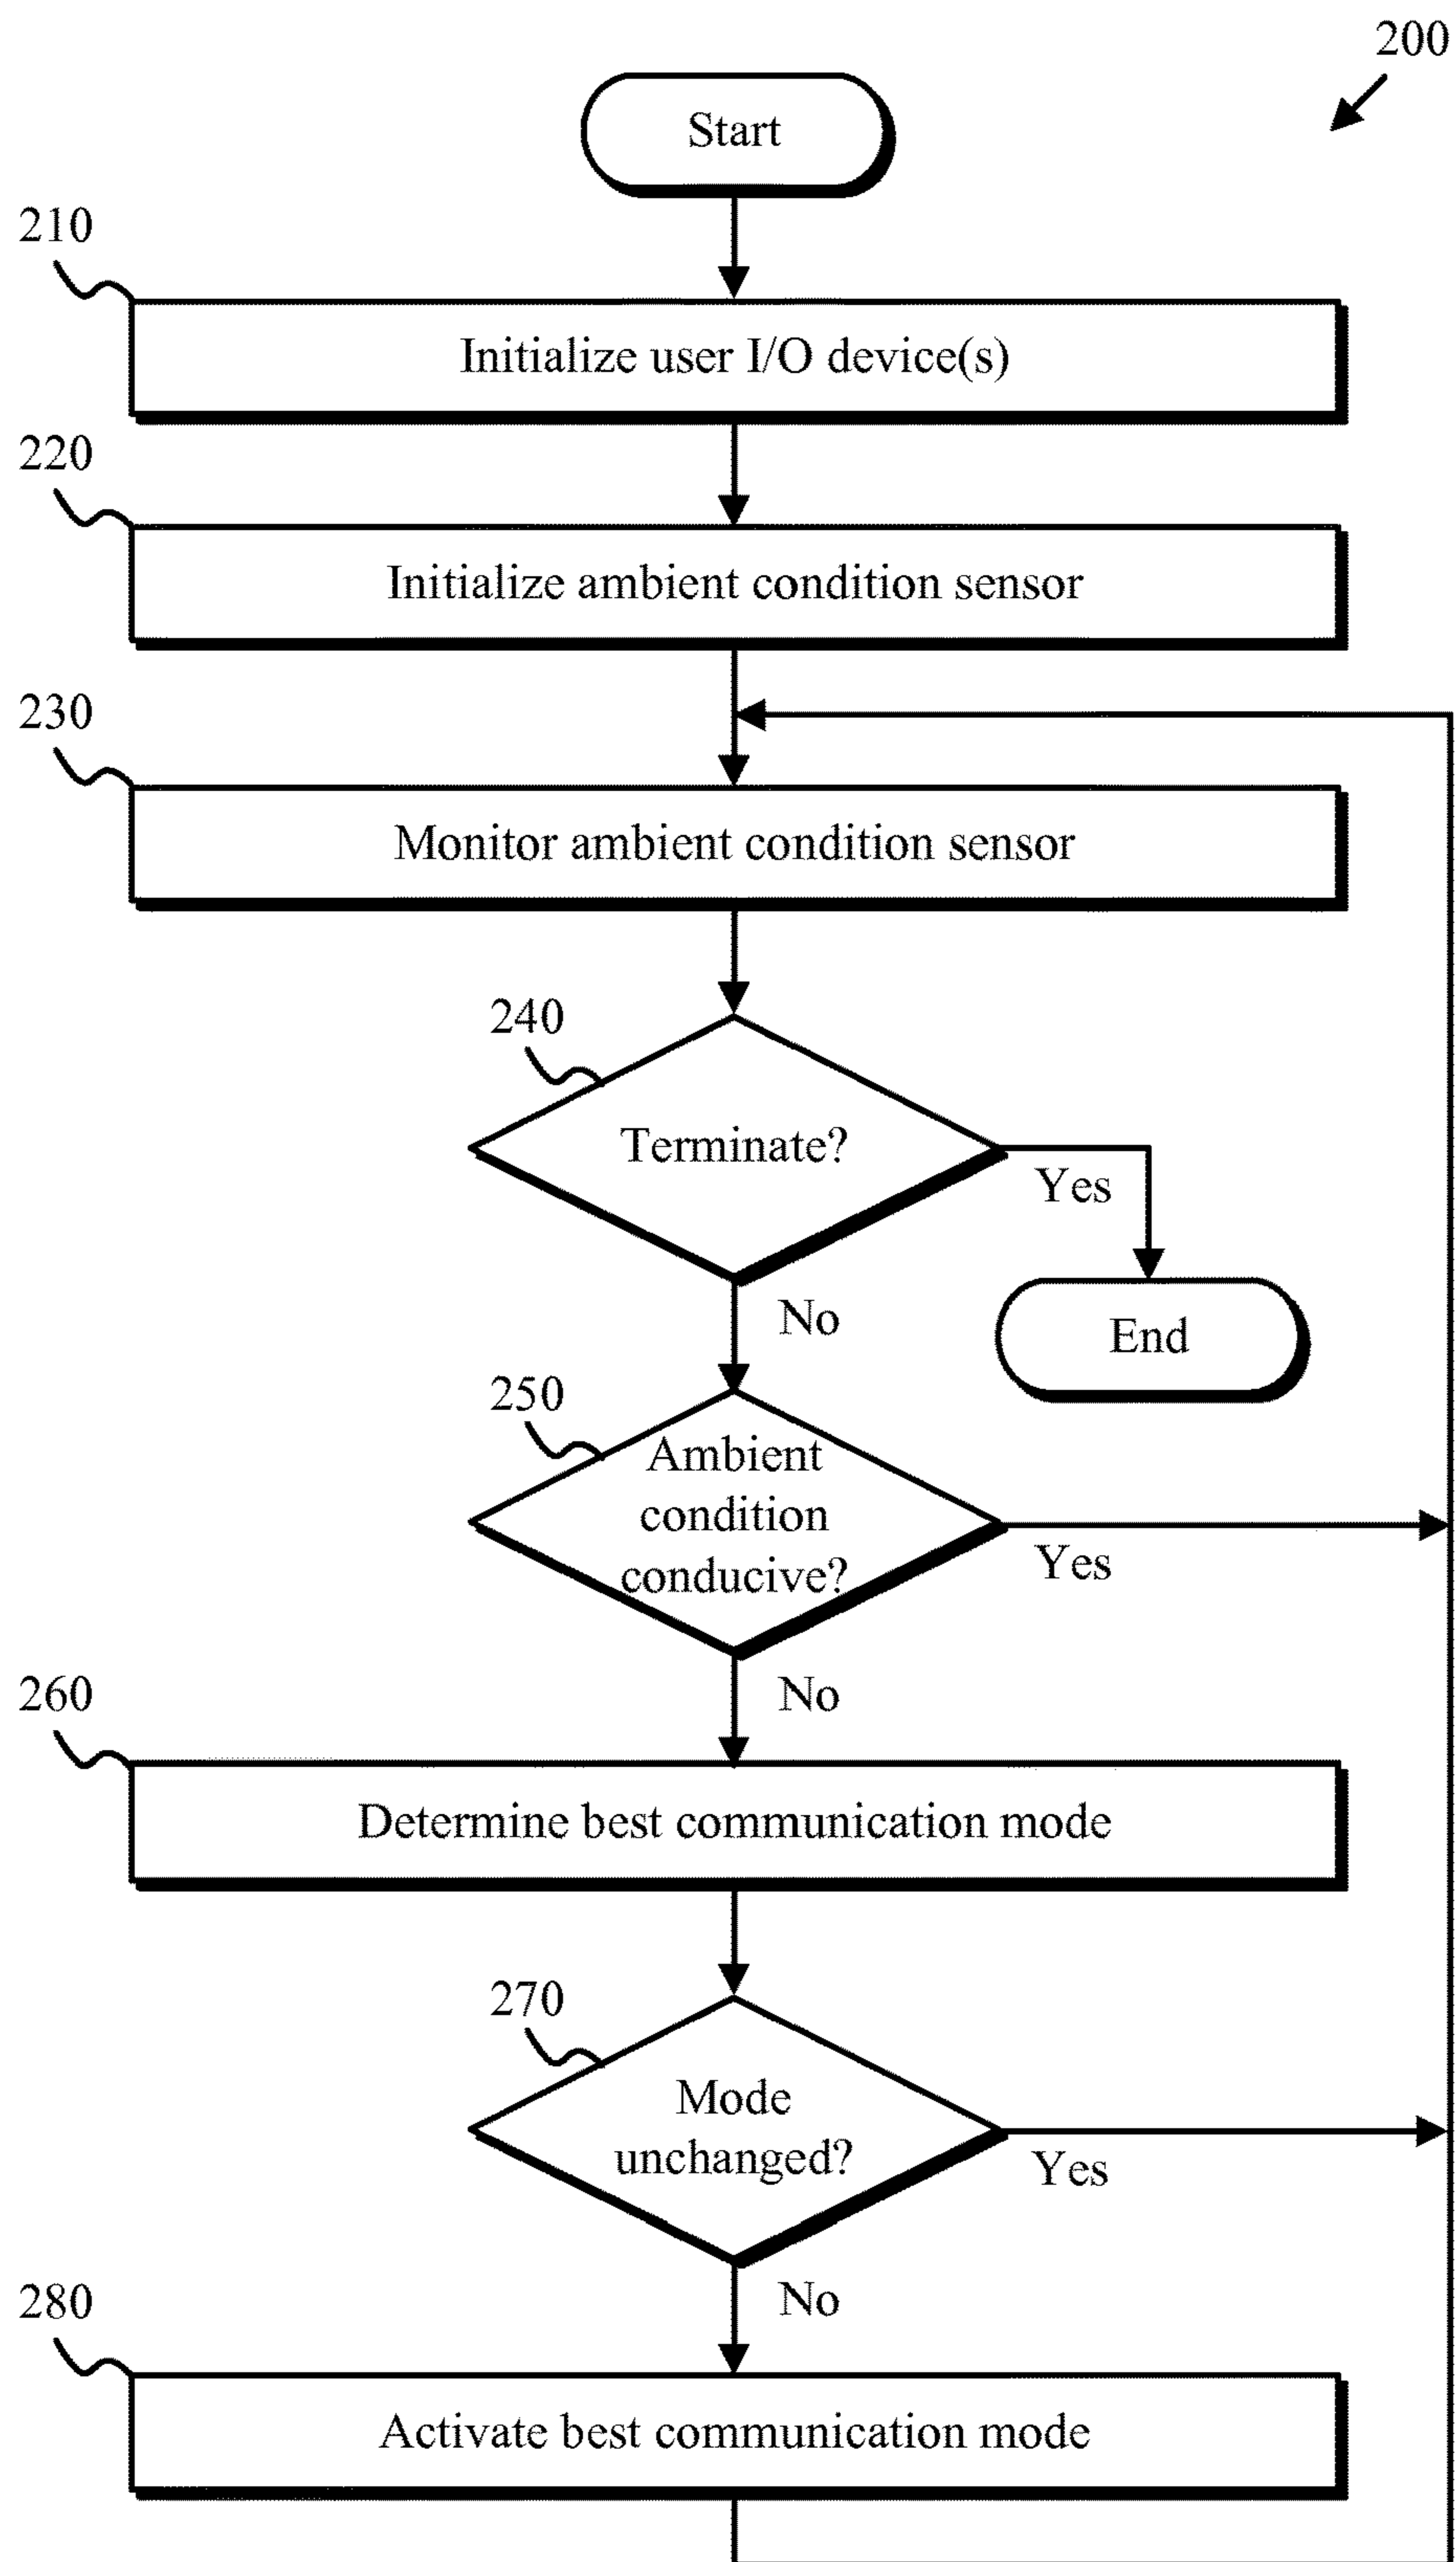 200
Start
210
Initialize user I/O device(s)
220
Initialize ambient condition sensor
230
Monitor ambient condition sensor
240
Terminate?
Yes
No
End
250
Ambient
condition
conducive?
Yes
No
260
Determine best communication mode
270
Mode
unchanged?
Yes
No
280
Activate best communication mode